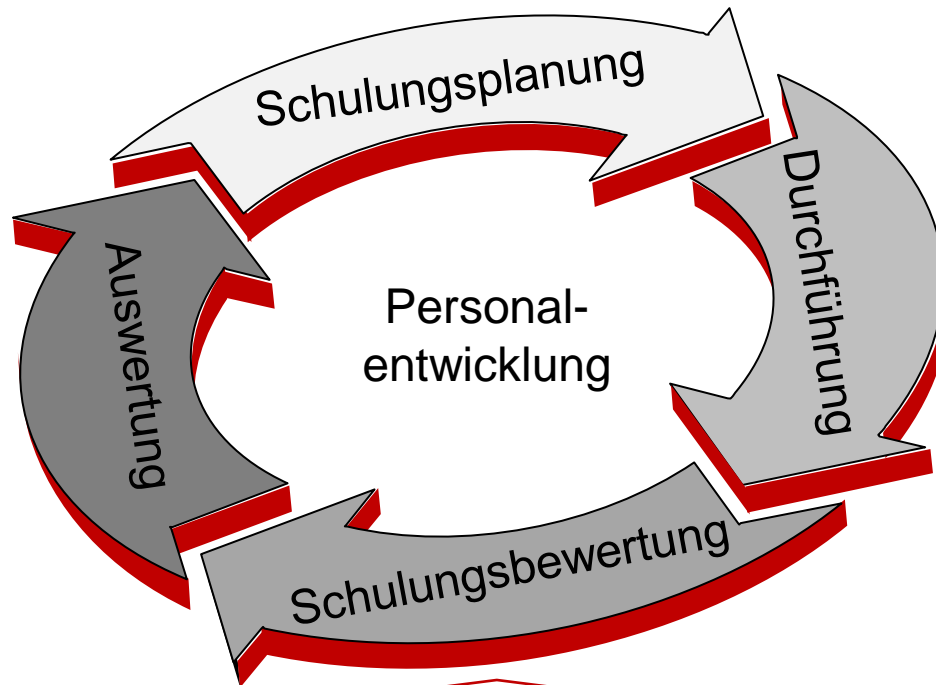 Schulungsplanung
Durchführung
Personal-
entwicklung
Auswertung
Schulungsbewertung